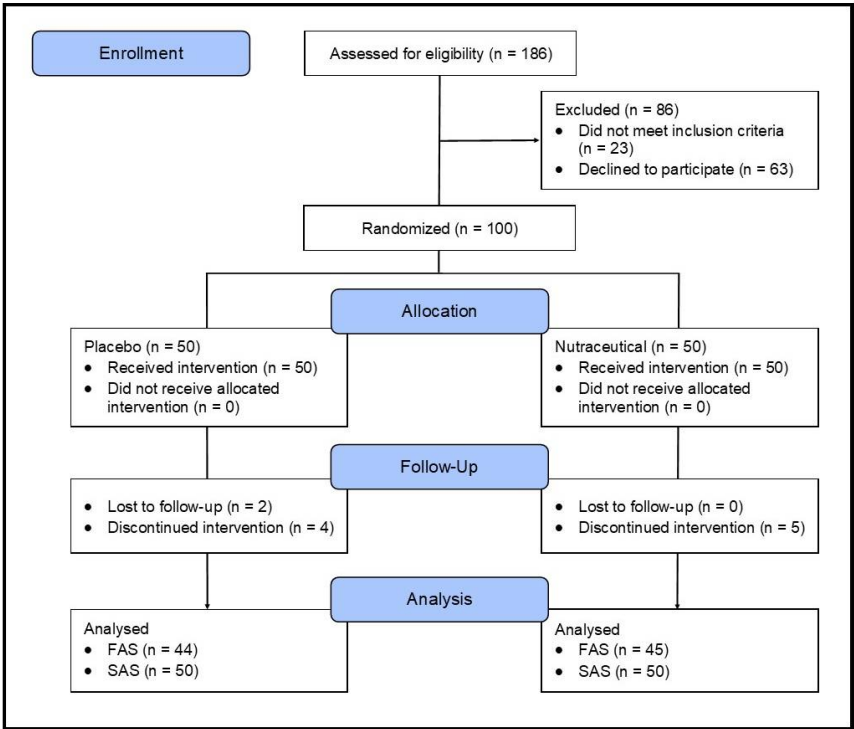 Enrollment
Assessed for eligibility (n = 186)
Excluded (n = 86)
● Did not meet inclusion criteria
(n = 23)
● Declined to participate (n = 63)
Randomized (n = 100)
Allocation
Placebo (n = 50)
● Received intervention (n = 50)
● Did not receive allocated
intervention (n = 0)
Nutraceutical (n = 50)
● Received intervention (n = 50)
● Did not receive allocated
intervention (n = 0)
Follow-Up
● Lost to follow-up (n = 2)
● Discontinued intervention (n = 4)
● Lost to follow-up (n = 0)
● Discontinued intervention (n = 5)
Analysis
Analysed
● FAS (n = 44)
● SAS (n = 50)
Analysed
● FAS (n = 45)
● SAS (n = 50)